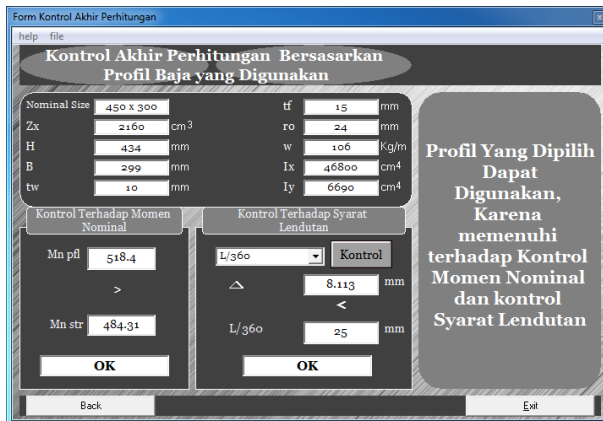 Form Kontrol Akhir Perhitungan
help file
Kontrol Akhir Perhitungan Bersasarkan
Profil Baja yang Digunakan
Nominal Size 450 x 300 tf 15 mm
Zx 2160 cm3 ro 24 mm
H 434 mm w 106 Kg/m
B 299 mm Ix 46800 cm4
tw 10 mm Iy 6690 cm4
Kontrol Terhadap Momen
Nominal
Mn pfl 518.4
>
Mn str 484.31
OK
Kontrol Terhadap Syarat
Lendutan
L/360 Kontrol
△ 8.113 mm
<
L/360 25 mm
OK
Profil Yang Dipilih
Dapat
Digunakan,
Karena
memenuhi
terhadap Kontrol
Momen Nominal
dan kontrol
Syarat Lendutan
Back Exit